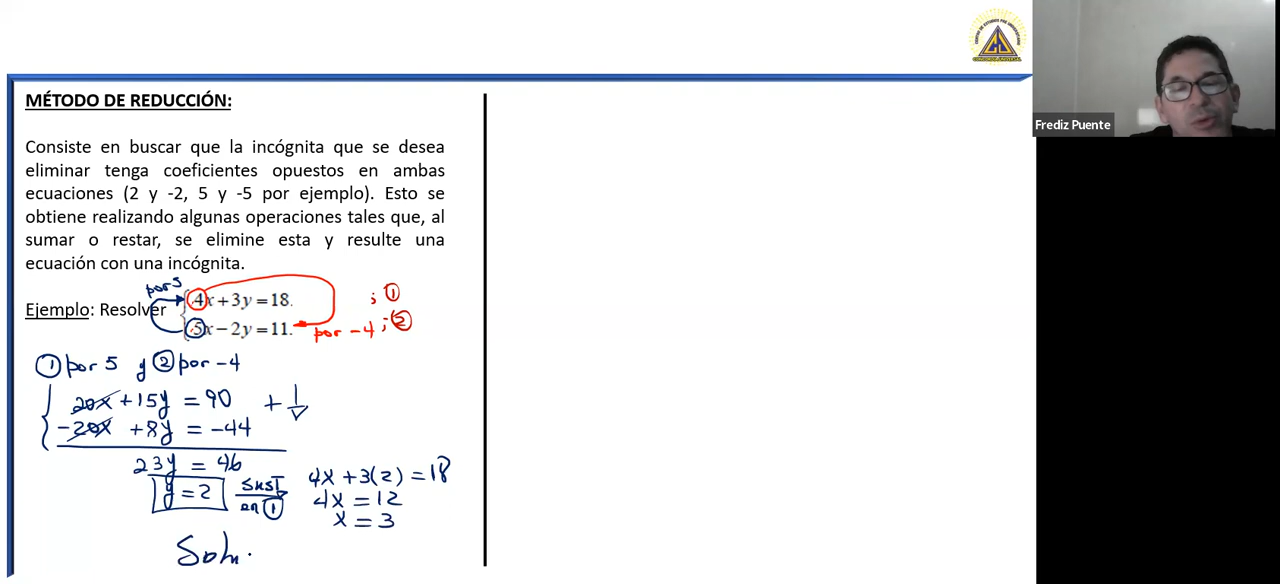 MÉTODO DE REDUCCIÓN:
Consiste en buscar que la incógnita que se desea
eliminar tenga coeficientes opuestos en ambas
ecuaciones (2 y -2, 5 y -5 por ejemplo). Esto se
obtiene realizando algunas operaciones tales que, al
sumar o restar, se elimine esta y resulte una
ecuación con una incógnita.
por 5
Ejemplo: Resolver
4x + 3y = 18. ; ①
5x − 2y = 11. por -4 ; ②
① por 5 y ② por -4
20x + 15y = 90 +
-20x + 8y = -44
23y = 46
y = 2 sust en ①
4x + 3(2) = 18
4x = 12
x = 3
Frediz Puente